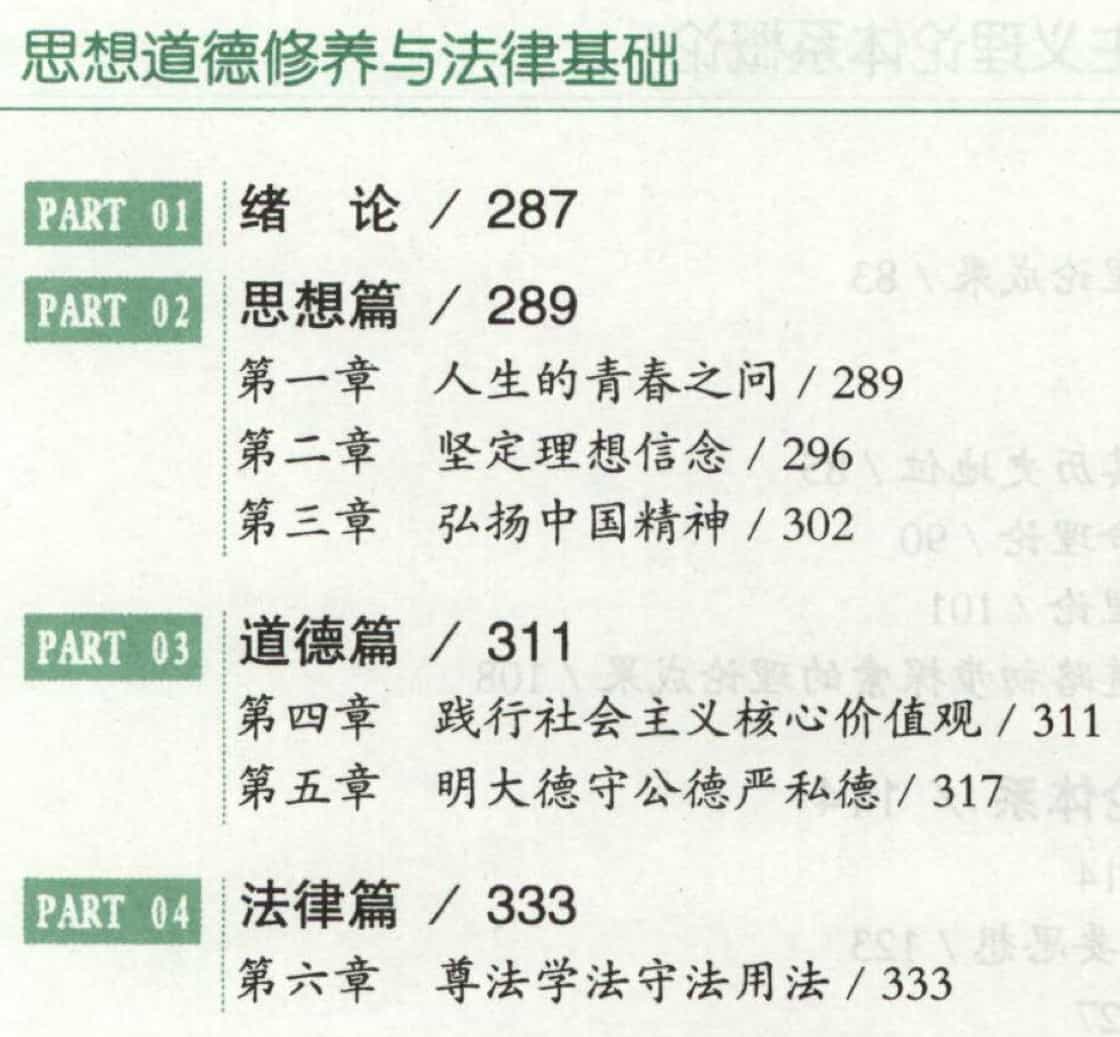 思想道德修养与法律基础
PART 01 绪 论 / 287
PART 02 思想篇 / 289
第一章 人生的青春之问 / 289
第二章 坚定理想信念 / 296
第三章 弘扬中国精神 / 302
PART 03 道德篇 / 311
第四章 践行社会主义核心价值观 / 311
第五章 明大德守公德严私德 / 317
PART 04 法律篇 / 333
第六章 尊法学法守法用法 / 333